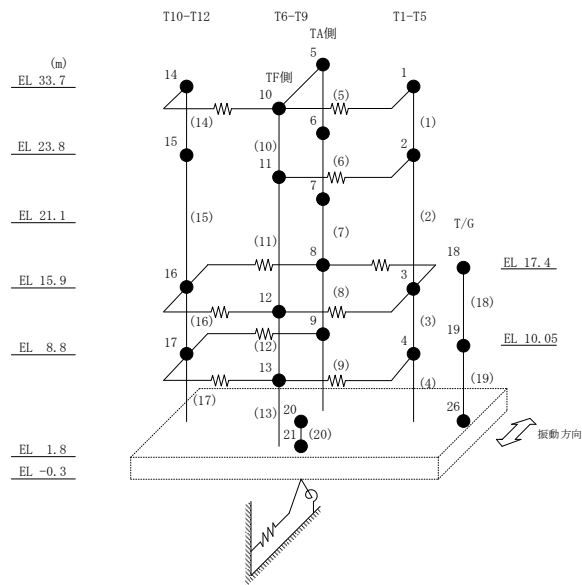 T10-T12 T6-T9 T1-T5
TA側
(m) 5
EL 33.7 14 TF側 1
10 (5)
(14) (10) 6 (1)
EL 23.8 15 11 2
(6)
7
EL 21.1 (15) (7) (2) T/G
(11) 8 18
EL 15.9 16 3 EL 17.4
12 (8) (18)
(16) 9 (3)
EL 8.8 17 (12) 4 19 EL 10.05
13 (9)
(17) (4) (19)
(13) 20 26
21 (20) 振動方向
EL 1.8
EL -0.3